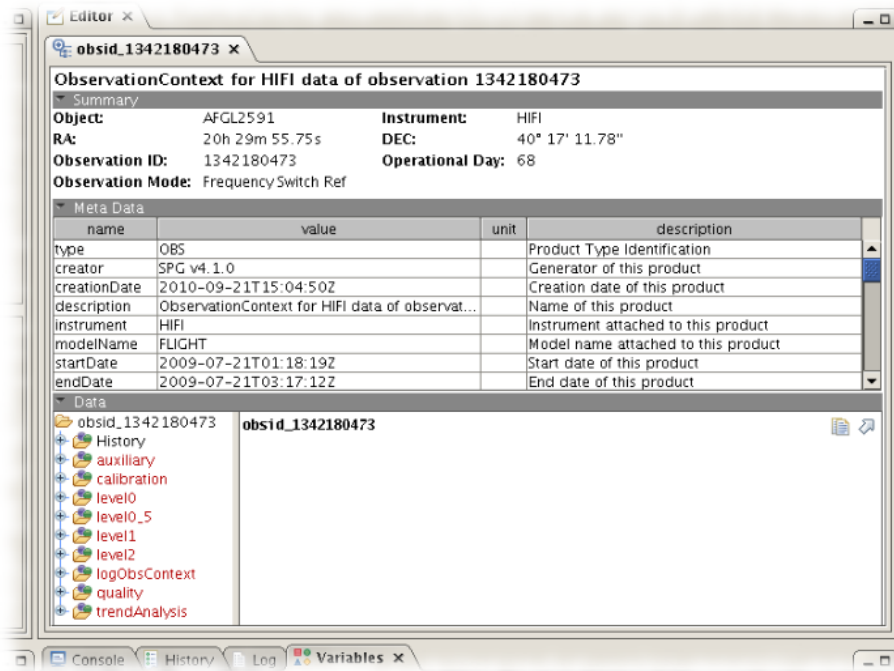 Editor
obsid_1342180473
ObservationContext for HIFI data of observation 1342180473
Summary
Object: AFGL2591 Instrument: HIFI
RA: 20h 29m 55.75s DEC: 40° 17' 11.78"
Observation ID: 1342180473 Operational Day: 68
Observation Mode: Frequency Switch Ref
Meta Data
name value unit description
type OBS Product Type Identification
creator SPG v4.1.0 Generator of this product
creationDate 2010-09-21T15:04:50Z Creation date of this product
description ObservationContext for HIFI data of observat... Name of this product
instrument HIFI Instrument attached to this product
modelName FLIGHT Model name attached to this product
startDate 2009-07-21T01:18:19Z Start date of this product
endDate 2009-07-21T03:17:12Z End date of this product
Data
obsid_1342180473 obsid_1342180473
History
auxiliary
calibration
level0
level0_5
level1
level2
logObsContext
quality
trendAnalysis
Console History Log Variables